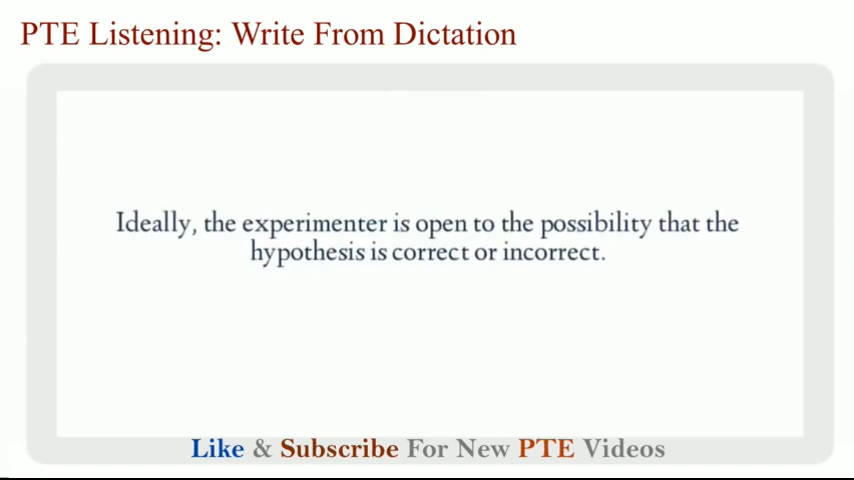 PTE Listening: Write From Dictation
Ideally, the experimenter is open to the possibility that the
hypothesis is correct or incorrect.
Like & Subscribe For New PTE Videos